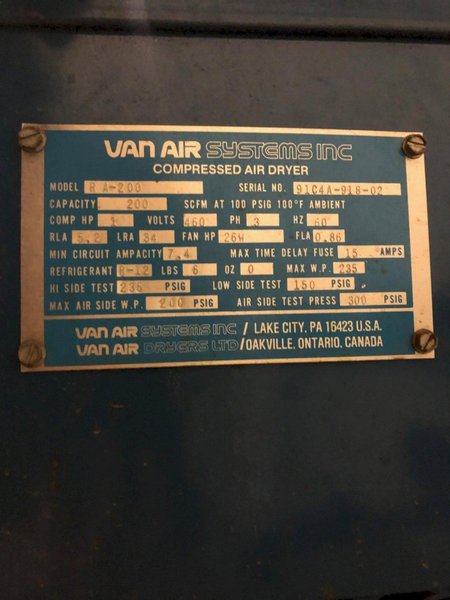 VAN AIR SYSTEMS INC
COMPRESSED AIR DRYER
MODEL RA-200 SERIAL NO. 91C4A-918-02
CAPACITY 200 SCFM AT 100 PSIG 100°F AMBIENT
COMP HP 1 VOLTS 460 PH 3 HZ 60
RLA 5.2 LRA 34 FAN HP 26W FLA 0.86
MIN CIRCUIT AMPACITY 7.4 MAX TIME DELAY FUSE 15 AMPS
REFRIGERANT R-12 LBS 6 OZ 0 MAX W.P. 235
HI SIDE TEST 235 PSIG LOW SIDE TEST 150 PSIG
MAX AIR SIDE W.P. 200 PSIG AIR SIDE TEST PRESS 300 PSIG
VAN AIR SYSTEMS INC / LAKE CITY, PA 16423 U.S.A.
VAN AIR DRYERS LTD / OAKVILLE, ONTARIO, CANADA